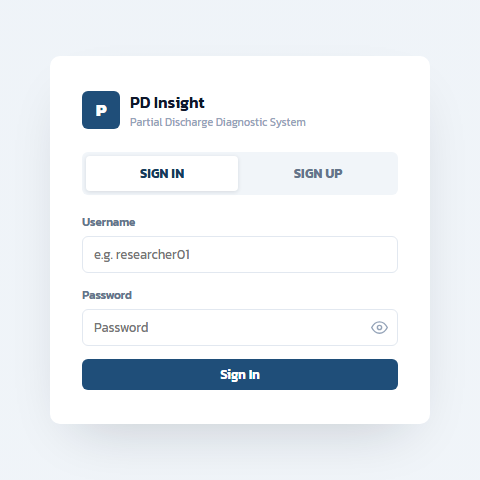 P
PD Insight
Partial Discharge Diagnostic System
SIGN IN
SIGN UP
Username
e.g. researcher01
Password
Password
Sign In